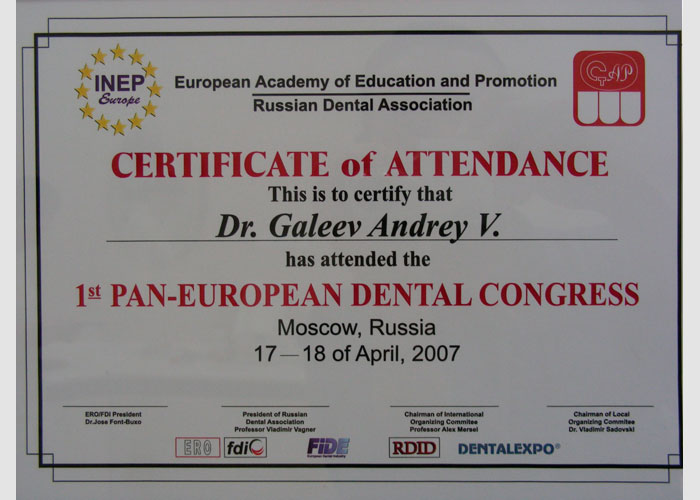 INEP
Europe
European Academy of Education and Promotion
Russian Dental Association
CERTIFICATE of ATTENDANCE
This is to certify that
Dr. Galeev Andrey V.
has attended the
1st PAN-EUROPEAN DENTAL CONGRESS
Moscow, Russia
17 — 18 of April, 2007
ERO/FDI President
Dr.Jose Font-Buxo
President of Russian
Dental Association
Professor Vladimir Vagner
Chairman of International
Organizing Commitee
Professor Alex Mersel
Chairman of Local
Organizing Commitee
Dr. Vladimir Sadovski
ERO
fdi
FIDE
European Dental Industry
RDID
DENTALEXPO®